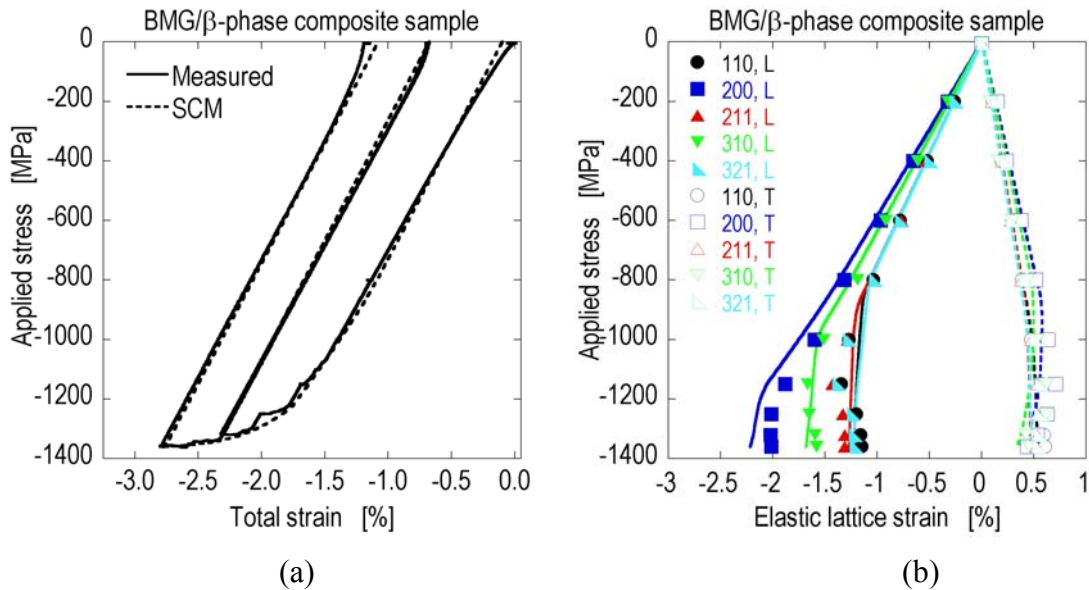 BMG/β-phase composite sample
0
-200
-400
-600
-800
-1000
-1200
-1400
Applied stress [MPa]
Measured
SCM
-3.0 -2.5 -2.0 -1.5 -1.0 -0.5 0.0
Total strain [%]
(a)
BMG/β-phase composite sample
0
-200
-400
-600
-800
-1000
-1200
-1400
Applied stress [MPa]
110, L
200, L
211, L
310, L
321, L
110, T
200, T
211, T
310, T
321, T
-2.5 -2 -1.5 -1 -0.5 0 0.5 1
Elastic lattice strain [%]
(b)